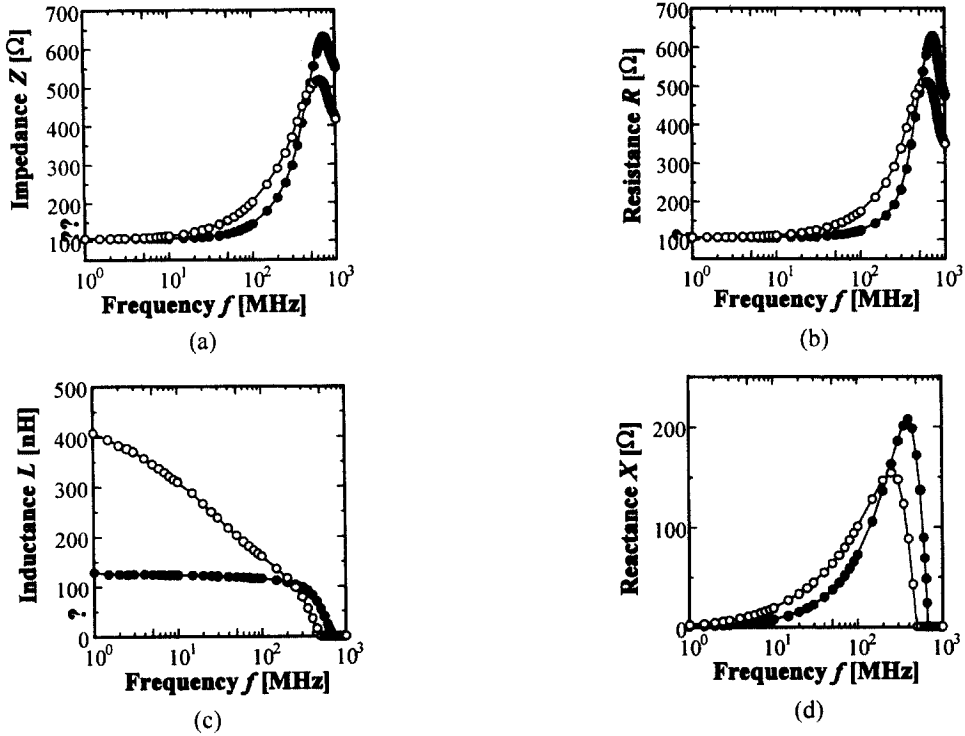 700
600
500
400
300
200
100
Impedance Z [Ω]
??
10⁰ 10¹ 10² 10³
Frequency f [MHz]
(a)
700
600
500
400
300
200
100
Resistance R [Ω]
10⁰ 10¹ 10² 10³
Frequency f [MHz]
(b)
500
400
300
200
100
0
Inductance L [nH]
?
10⁰ 10¹ 10² 10³
Frequency f [MHz]
(c)
200
100
0
Reactance X [Ω]
10⁰ 10¹ 10² 10³
Frequency f [MHz]
(d)